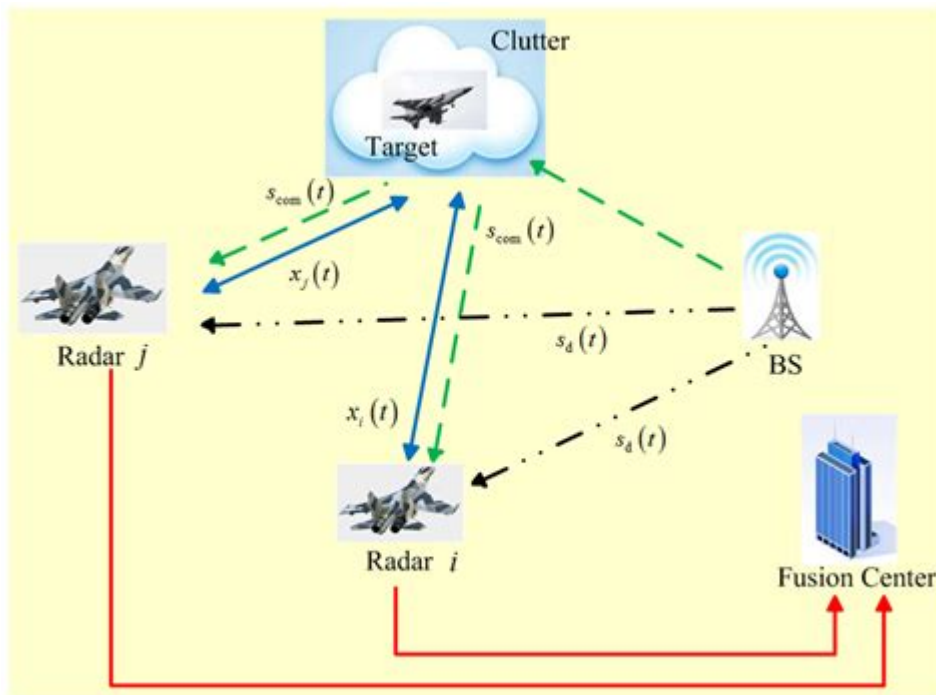 Clutter
Target
s_com(t)
s_com(t)
x_j(t)
s_d(t)
Radar j
BS
x_i(t)
s_d(t)
Radar i
Fusion Center